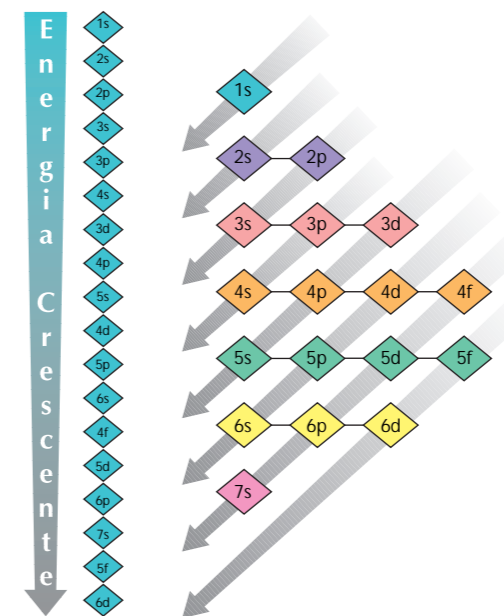 Energia Crescente
1s
2s
2p
3s
3p
4s
3d
4p
5s
4d
5p
6s
4f
5d
6p
7s
5f
6d
1s
2s 2p
3s 3p 3d
4s 4p 4d 4f
5s 5p 5d 5f
6s 6p 6d
7s